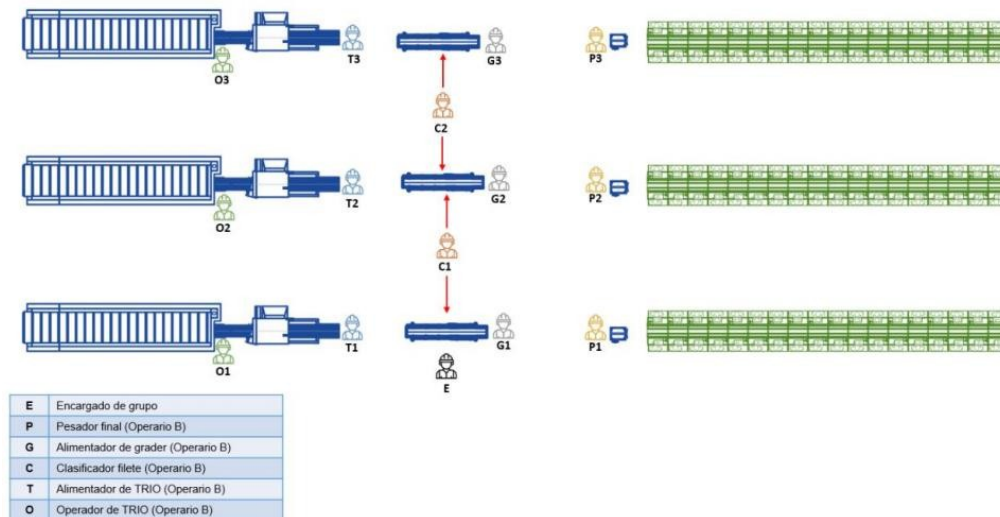 T3
G3
P3
O3
C2
T2
G2
P2
O2
C1
T1
G1
P1
O1
E
E Encargado de grupo
P Pesador final (Operario B)
G Alimentador de grader (Operario B)
C Clasificador filete (Operario B)
T Alimentador de TRIO (Operario B)
O Operador de TRIO (Operario B)